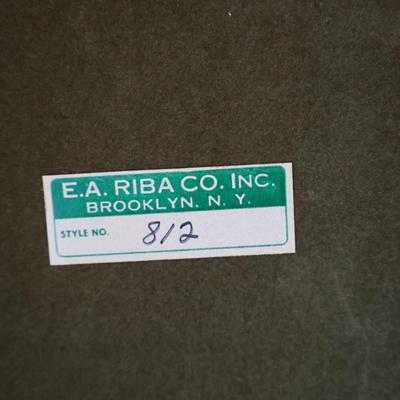 E.A. RIBA CO. INC.
BROOKLYN. N. Y.
STYLE NO. 812